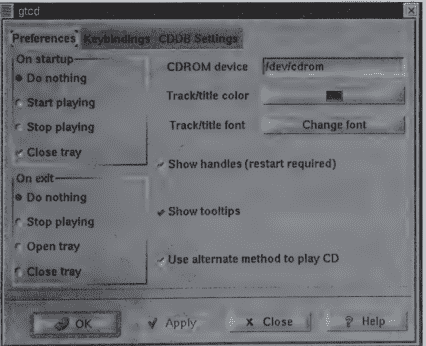 gtcd
Preferences Keybindings CDDB Settings
On startup
Do nothing
Start playing
Stop playing
Close tray
On exit
Do nothing
Stop playing
Open tray
Close tray
CDROM device /dev/cdrom
Track/title color
Track/title font Change font
Show handles (restart required)
Show tooltips
Use alternate method to play CD
OK Apply Close Help